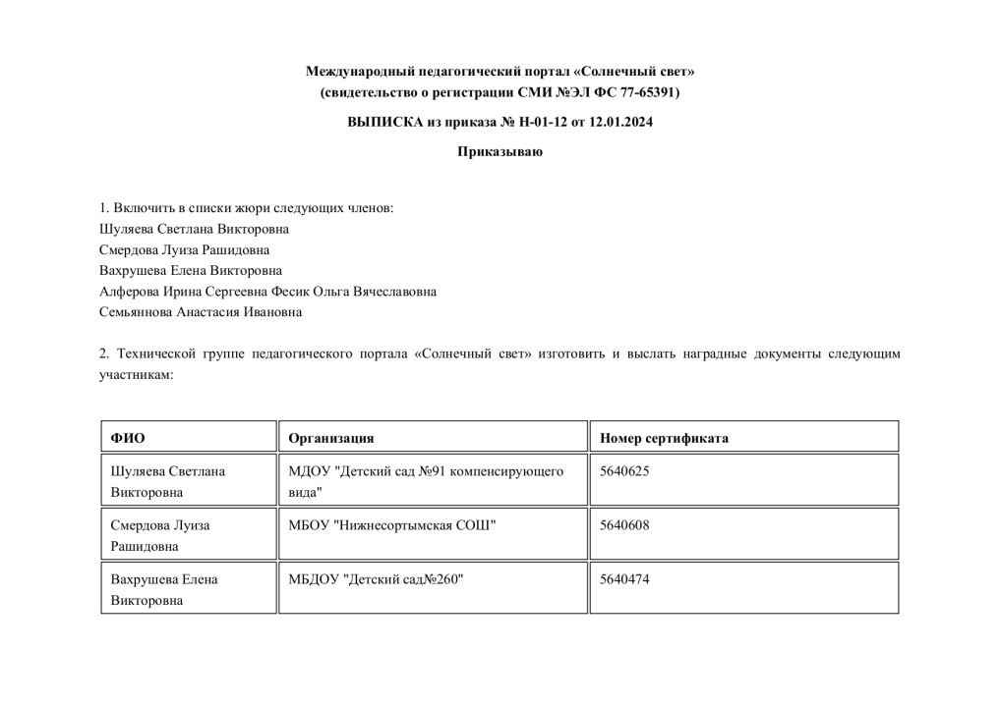 Международный педагогический портал «Солнечный свет»
(свидетельство о регистрации СМИ №ЭЛ ФС 77-65391)
ВЫПИСКА из приказа № Н-01-12 от 12.01.2024
Приказываю
1. Включить в списки жюри следующих членов:
Шуляева Светлана Викторовна
Смердова Луиза Рашидовна
Вахрушева Елена Викторовна
Алферова Ирина Сергеевна Фесик Ольга Вячеславовна
Семьяннова Анастасия Ивановна
2. Технической группе педагогического портала «Солнечный свет» изготовить и выслать наградные документы следующим
участникам:
ФИО Организация Номер сертификата
Шуляева Светлана МДОУ "Детский сад №91 компенсирующего 5640625
Викторовна вида"
Смердова Луиза МБОУ "Нижнесортымская СОШ" 5640608
Рашидовна
Вахрушева Елена МБДОУ "Детский сад№260" 5640474
Викторовна